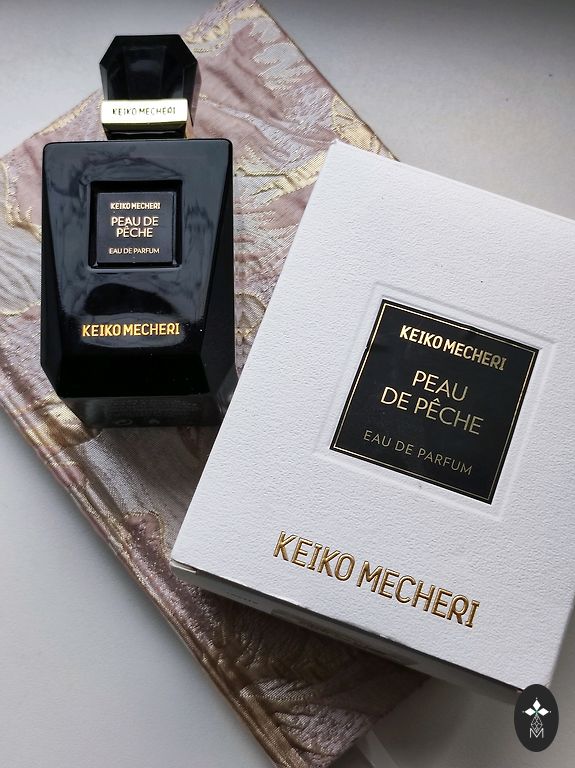 KEIKO MECHERI
KEIKO MECHERI
PEAU DE
PÊCHE
EAU DE PARFUM
KEIKO MECHERI
KEIKO MECHERI
PEAU
DE PÊCHE
EAU DE PARFUM
KEIKO MECHERI
M